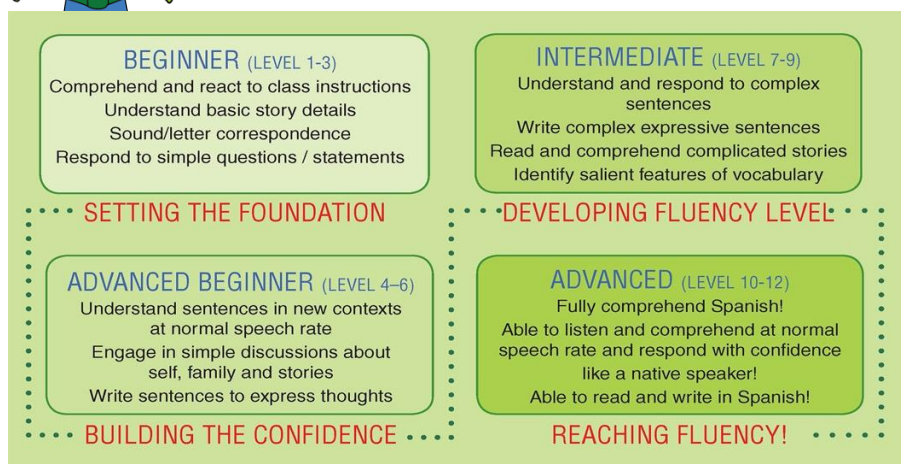 BEGINNER (LEVEL 1-3)
Comprehend and react to class instructions
Understand basic story details
Sound/letter correspondence
Respond to simple questions / statements
SETTING THE FOUNDATION
ADVANCED BEGINNER (LEVEL 4–6)
Understand sentences in new contexts
at normal speech rate
Engage in simple discussions about
self, family and stories
Write sentences to express thoughts
BUILDING THE CONFIDENCE
INTERMEDIATE (LEVEL 7-9)
Understand and respond to complex
sentences
Write complex expressive sentences
Read and comprehend complicated stories
Identify salient features of vocabulary
DEVELOPING FLUENCY LEVEL
ADVANCED (LEVEL 10-12)
Fully comprehend Spanish!
Able to listen and comprehend at normal
speech rate and respond with confidence
like a native speaker!
Able to read and write in Spanish!
REACHING FLUENCY!